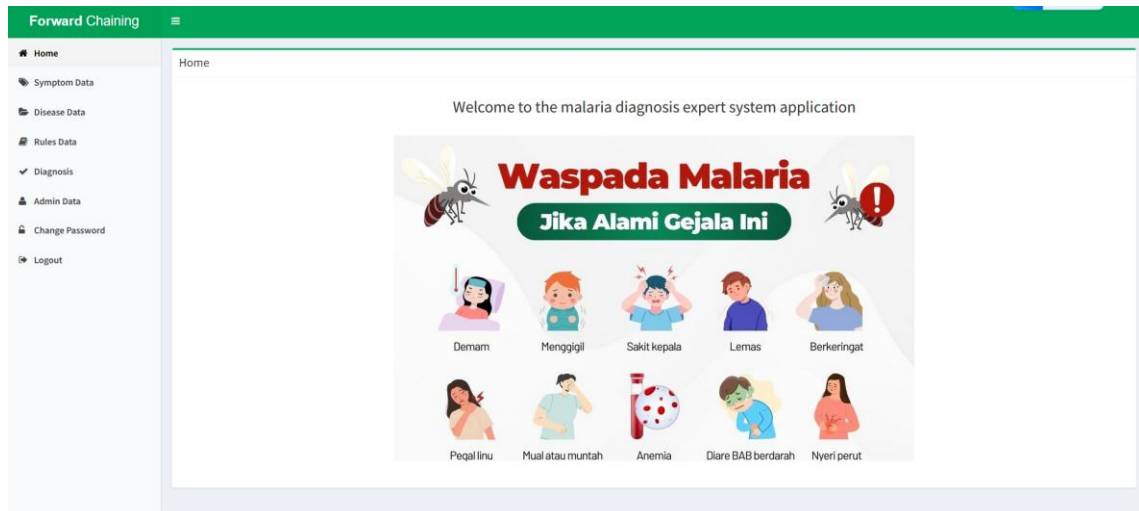 Forward Chaining
Home
Symptom Data
Disease Data
Rules Data
Diagnosis
Admin Data
Change Password
Logout
Home
Welcome to the malaria diagnosis expert system application
Waspada Malaria
Jika Alami Gejala Ini
Demam Menggigil Sakit kepala Lemas Berkeringat
Pegal linu Mual atau muntah Anemia Diare BAB berdarah Nyeri perut